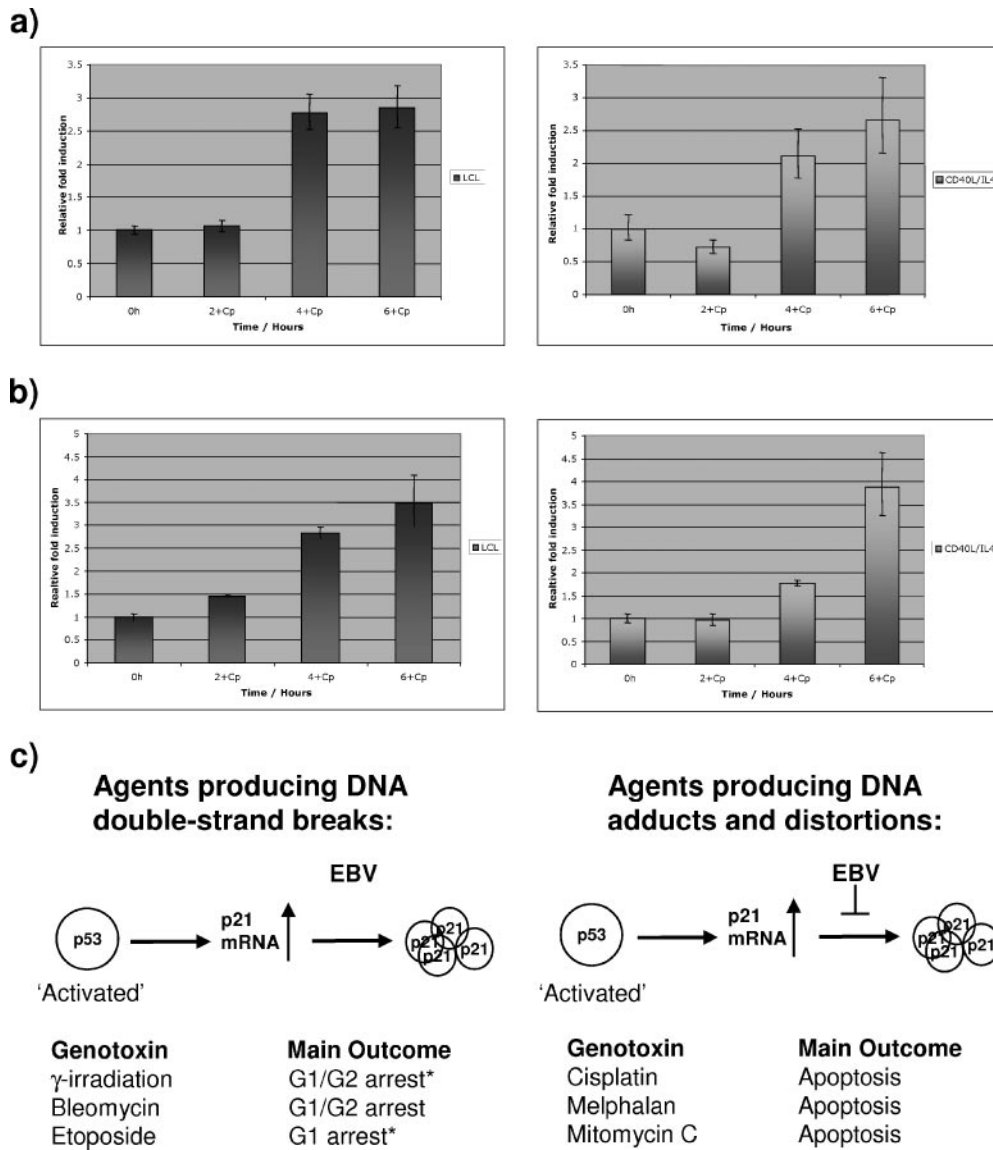 a)
3.5
3
2.5
2
1.5
1
0.5
0
Relative fold induction
0h
2+Cp
4+Cp
6+Cp
Time / Hours
LCL
3.5
3
2.5
2
1.5
1
0.5
0
Relative fold induction
0h
2+Cp
4+Cp
6+Cp
Time / Hours
CD40L/IL4
b)
5
4.5
4
3.5
3
2.5
2
1.5
1
0.5
0
Realtive fold induction
0h
2+Cp
4+Cp
6+Cp
Time / Hours
LCL
5
4.5
4
3.5
3
2.5
2
1.5
1
0.5
0
Relative fold induction
0h
2+Cp
4+Cp
6+Cp
Time / Hours
CD40L/IL4
c)
Agents producing DNA
double-strand breaks:
EBV
p53
p21
mRNA
p21
p21
p21
p21
'Activated'
Genotoxin Main Outcome
γ-irradiation G1/G2 arrest*
Bleomycin G1/G2 arrest
Etoposide G1 arrest*
Agents producing DNA
adducts and distortions:
EBV
p53
p21
mRNA
p21
p21
p21
p21
'Activated'
Genotoxin Main Outcome
Cisplatin Apoptosis
Melphalan Apoptosis
Mitomycin C Apoptosis